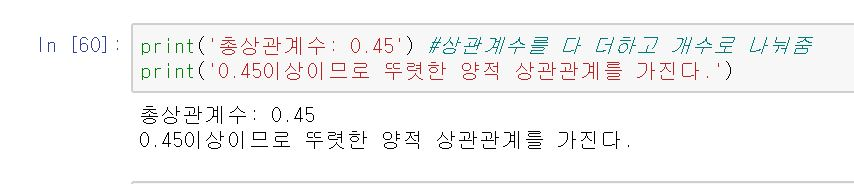 In [60]: print('총상관계수: 0.45') #상관계수를 다 더하고 개수로 나눠줌
print('0.45이상이므로 뚜렷한 양적 상관관계를 가진다.')
총상관계수: 0.45
0.45이상이므로 뚜렷한 양적 상관관계를 가진다.